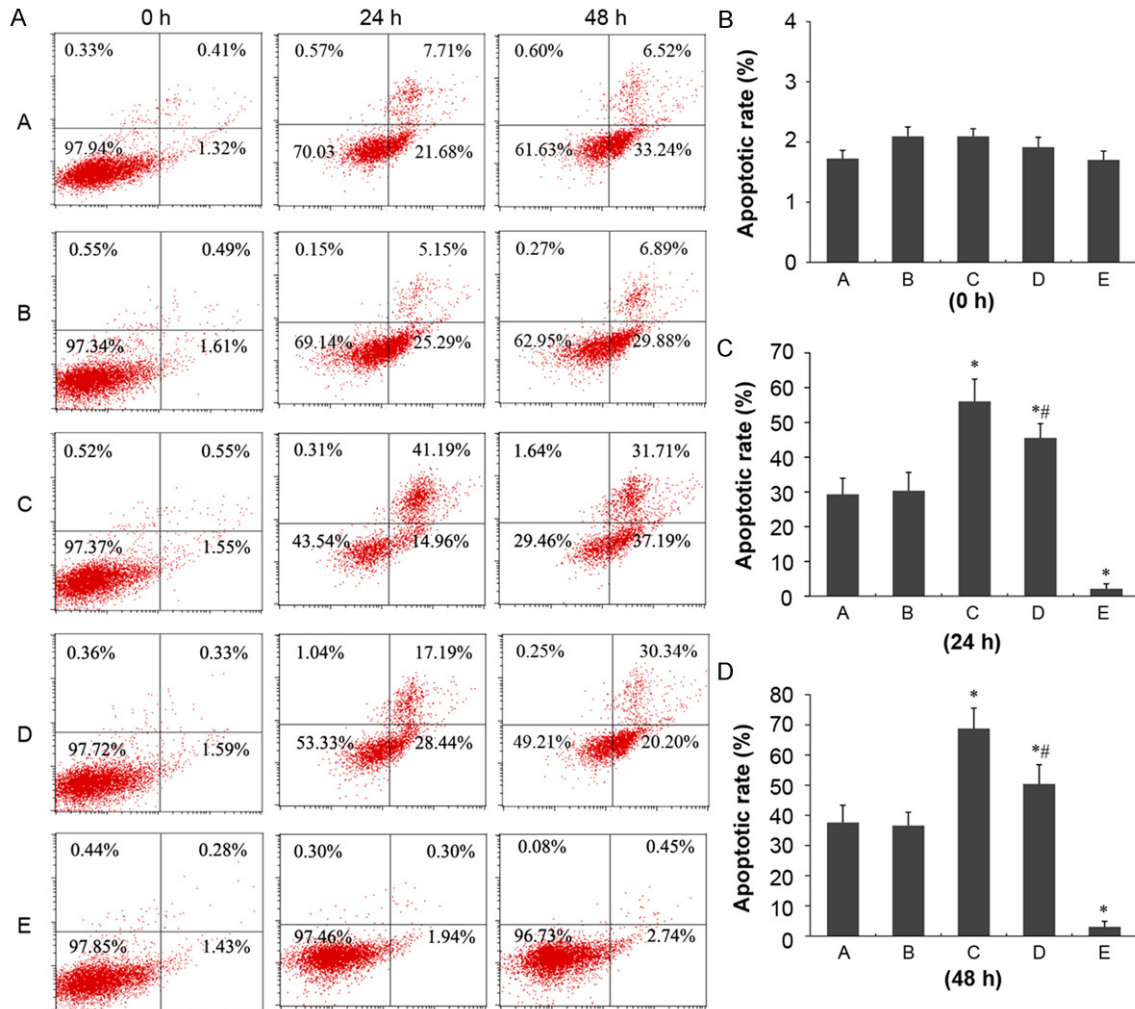 A 0 h 24 h 48 h
0.33% 0.41% 0.57% 7.71% 0.60% 6.52%
A
97.94% 1.32% 70.03 21.68% 61.63% 33.24%
0.55% 0.49% 0.15% 5.15% 0.27% 6.89%
B
97.34% 1.61% 69.14% 25.29% 62.95% 29.88%
0.52% 0.55% 0.31% 41.19% 1.64% 31.71%
C
97.37% 1.55% 43.54% 14.96% 29.46% 37.19%
0.36% 0.33% 1.04% 17.19% 0.25% 30.34%
D
97.72% 1.59% 53.33% 28.44% 49.21% 20.20%
0.44% 0.28% 0.30% 0.30% 0.08% 0.45%
E
97.85% 1.43% 97.46% 1.94% 96.73% 2.74%
B
Apoptotic rate (%)
4
3
2
1
0
A B C D E
(0 h)
C
Apoptotic rate (%)
70
60
50
40
30
20
10
0
* *# *
A B C D E
(24 h)
D
Apoptotic rate (%)
80
70
60
50
40
30
20
10
0
* *# *
A B C D E
(48 h)